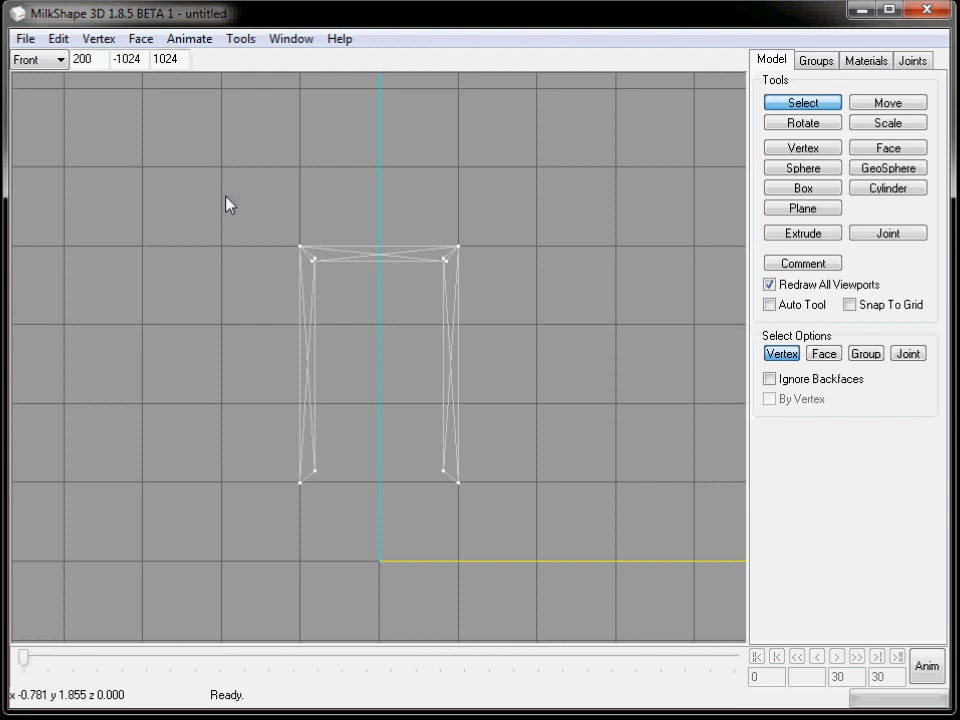 MilkShape 3D 1.8.5 BETA 1 - untitled
File Edit Vertex Face Animate Tools Window Help
Front 200 -1024 1024
Model Groups Materials Joints
Tools
Select Move
Rotate Scale
Vertex Face
Sphere GeoSphere
Box Cylinder
Plane
Extrude Joint
Comment
Redraw All Viewports
Auto Tool Snap To Grid
Select Options
Vertex Face Group Joint
Ignore Backfaces
By Vertex
Anim
0 30 30
x -0.781 y 1.855 z 0.000 Ready.